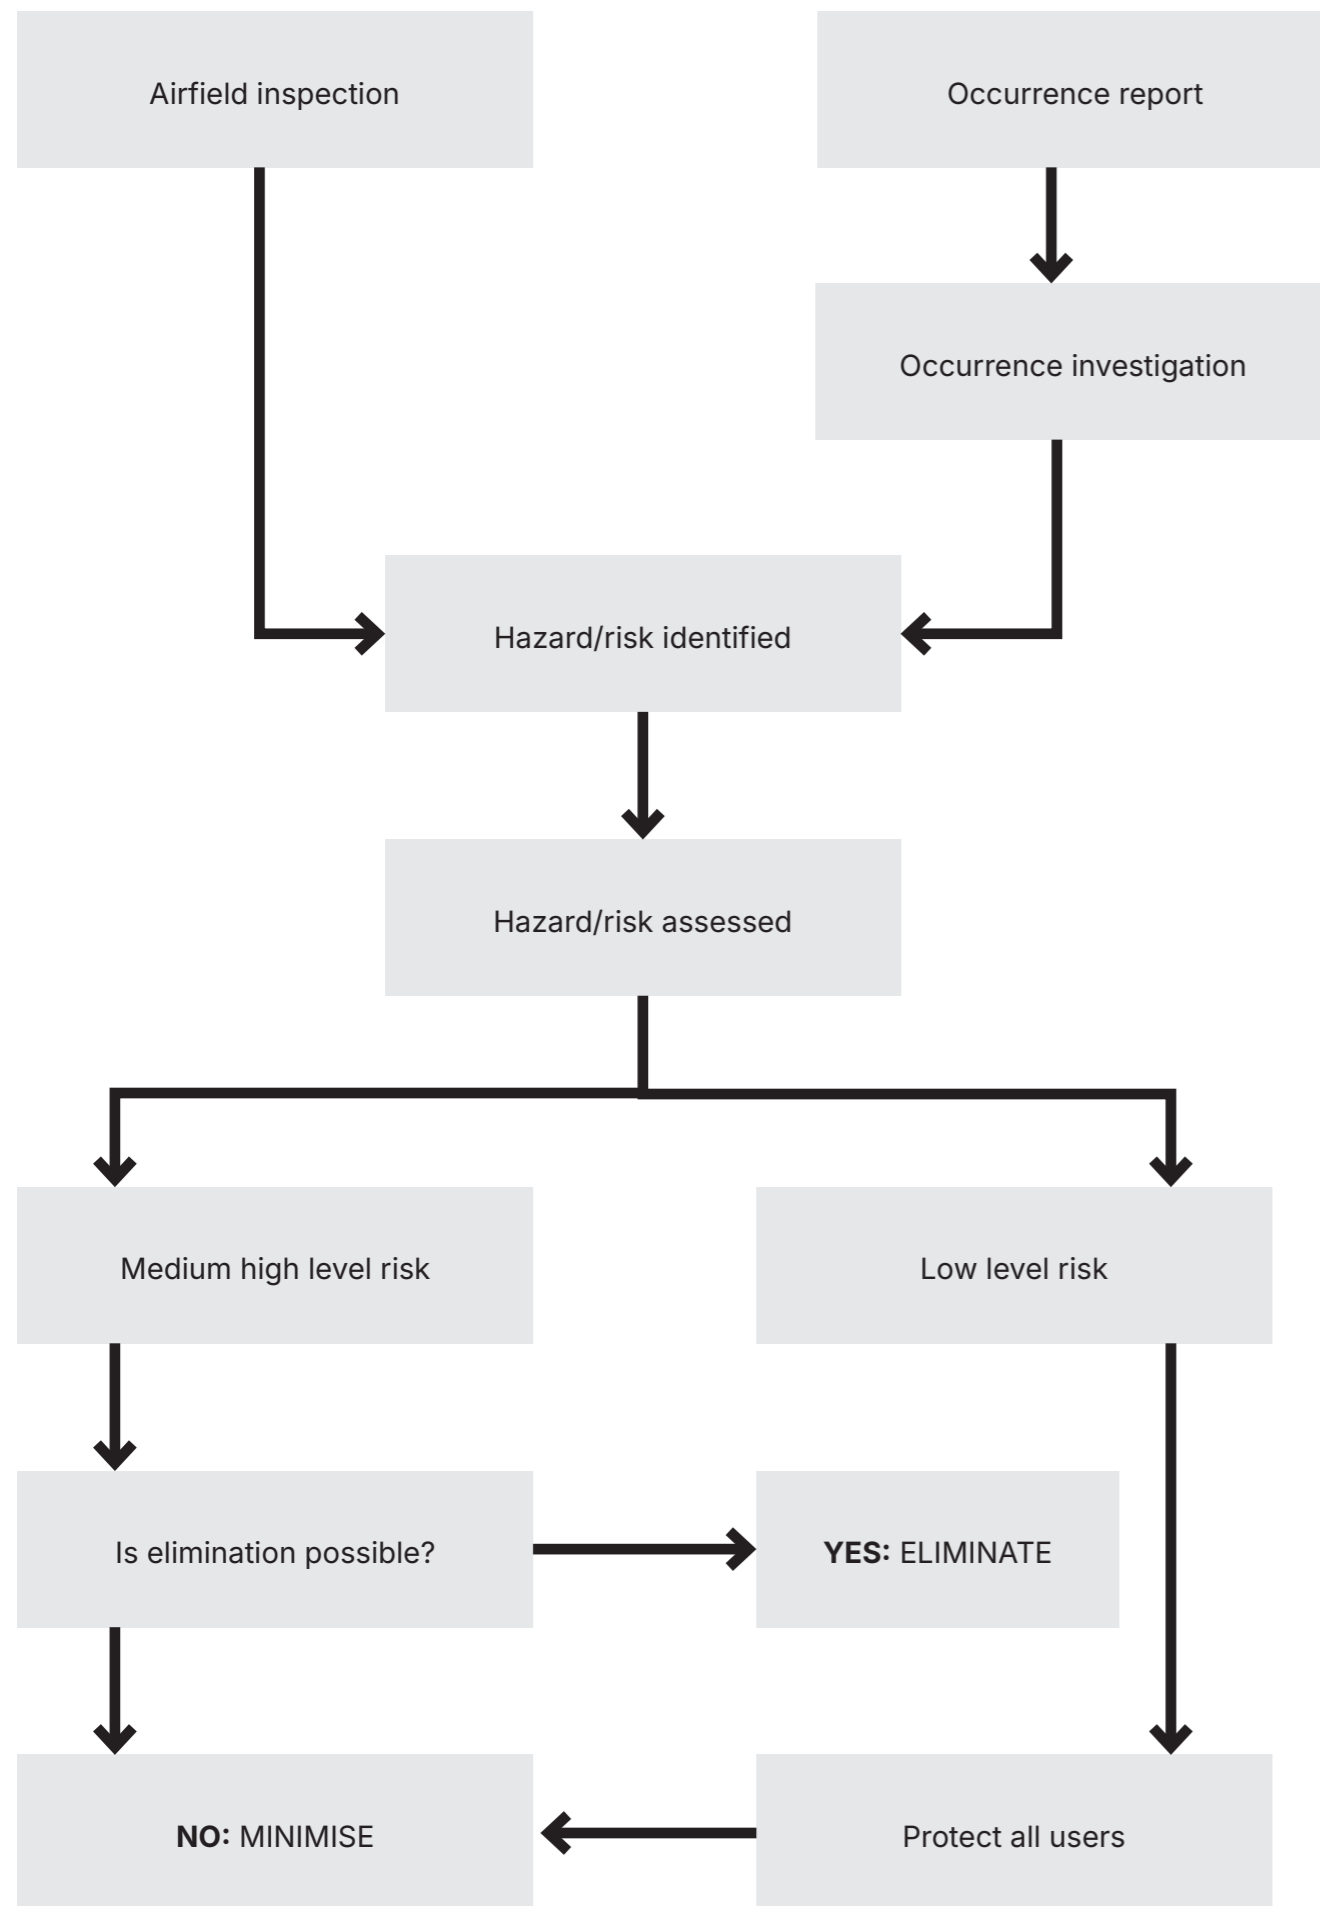 Airfield inspection
Occurrence report
Occurrence investigation
Hazard/risk identified
Hazard/risk assessed
Medium high level risk
Low level risk
Is elimination possible?
YES: ELIMINATE
NO: MINIMISE
Protect all users